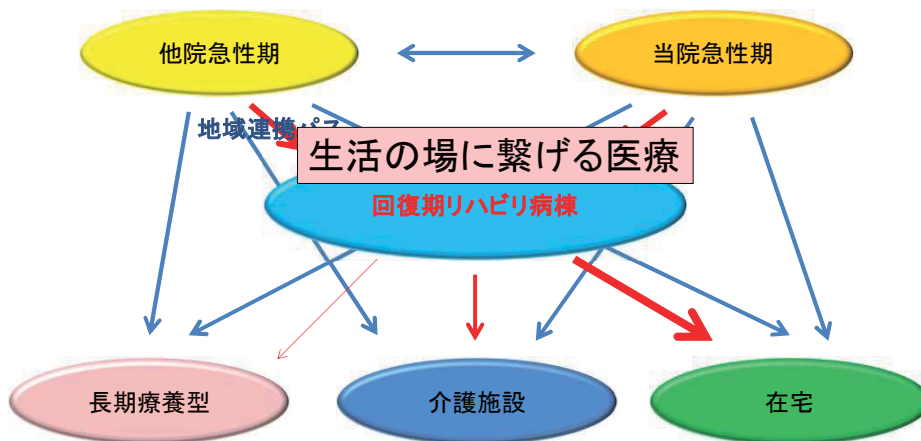 他院急性期
当院急性期
地域連携パス
生活の場に繋げる医療
回復期リハビリ病棟
長期療養型
介護施設
在宅